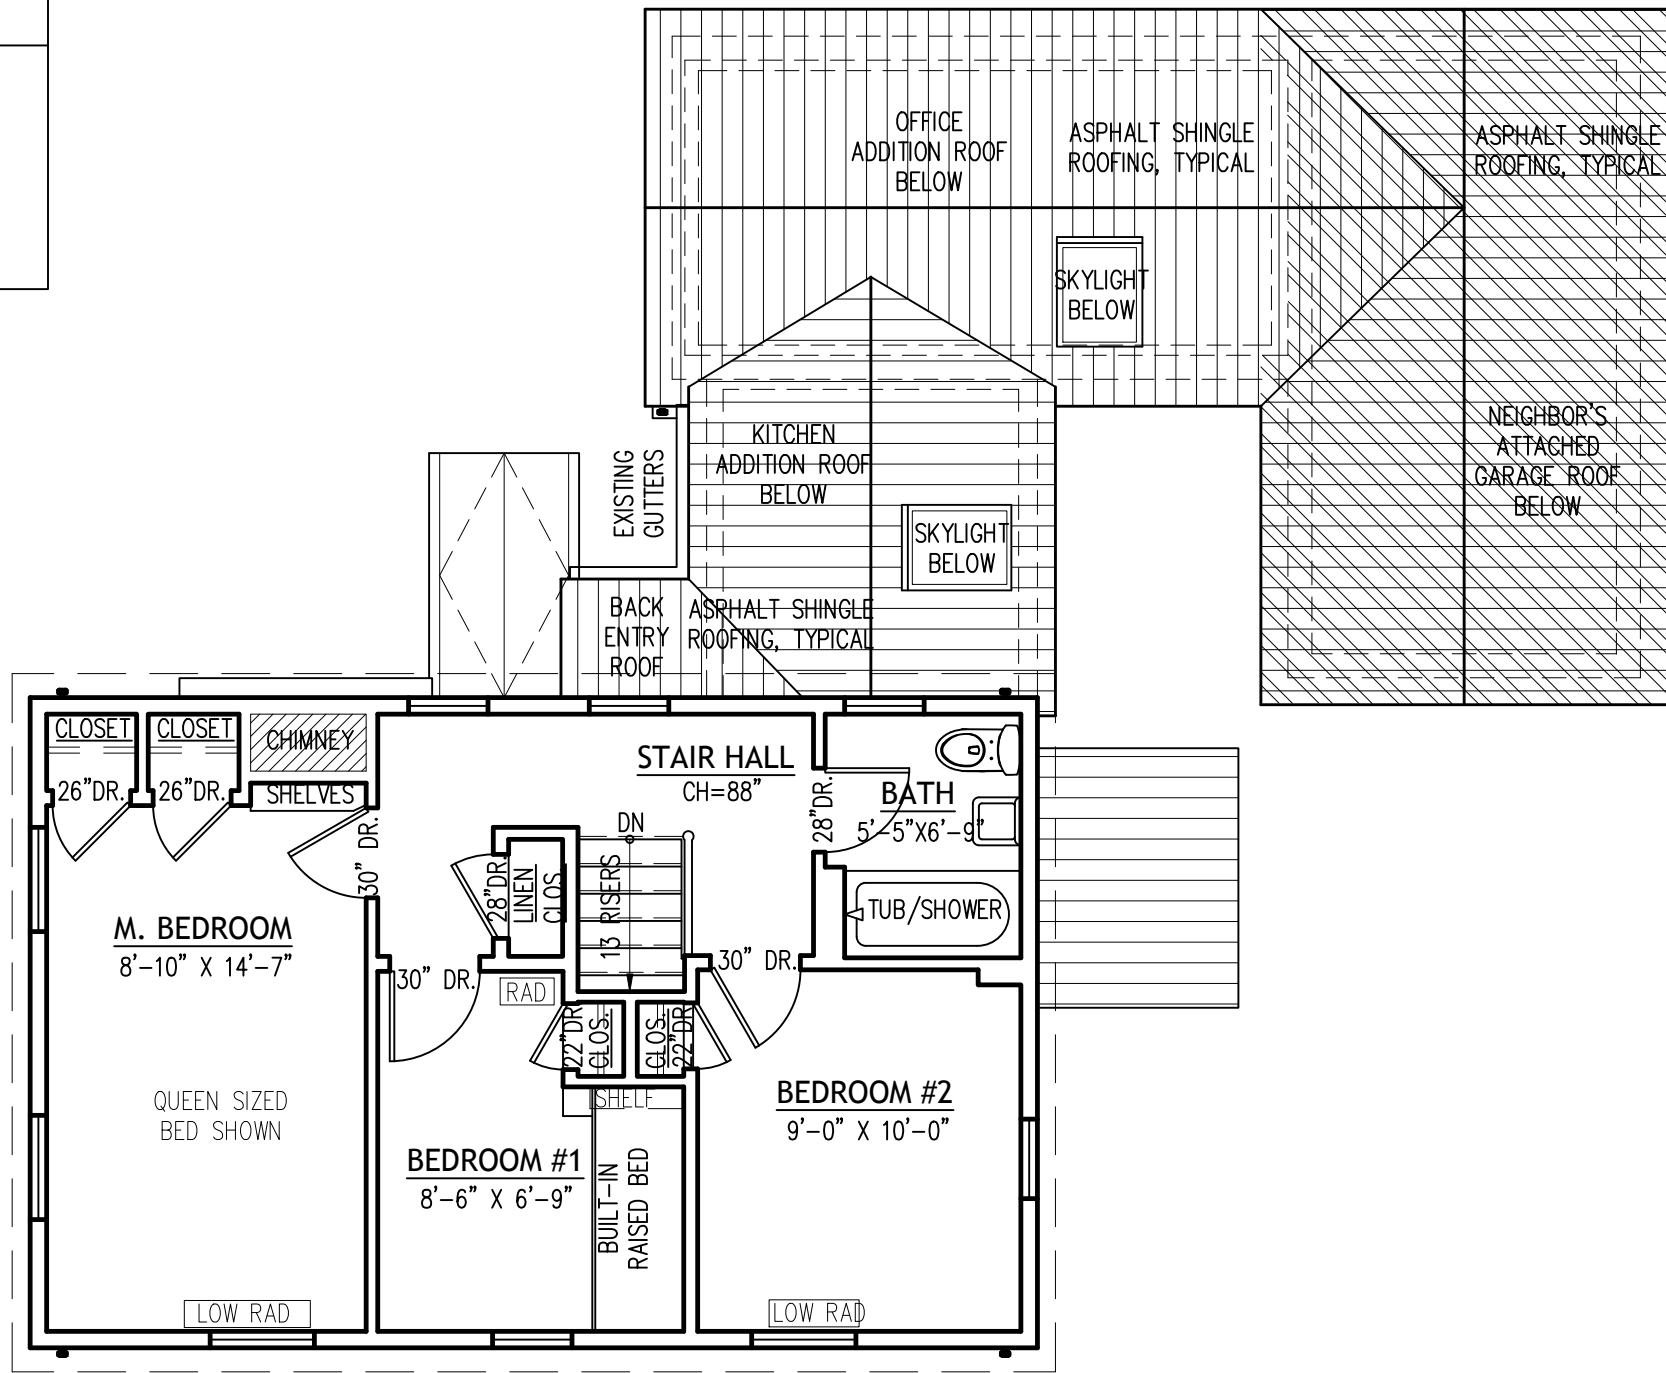 OFFICE
ADDITION ROOF
BELOW
ASPHALT SHINGLE
ROOFING, TYPICAL
ASPHALT SHINGLE
ROOFING, TYPICAL
SKYLIGHT
BELOW
KITCHEN
ADDITION ROOF
BELOW
NEIGHBOR'S
ATTACHED
GARAGE ROOF
BELOW
EXISTING
GUTTERS
SKYLIGHT
BELOW
BACK
ENTRY
ROOF
ASPHALT SHINGLE
ROOFING, TYPICAL
CLOSET
CLOSET
CHIMNEY
26"DR.
26"DR.
SHELVES
STAIR HALL
CH=88"
BATH
5'-5"X6'-9"
28"DR.
30" DR.
DN
13 RISERS
28"DR.
LINEN
CLOS.
TUB/SHOWER
M. BEDROOM
8'-10" X 14'-7"
30" DR.
RAD
30" DR.
22"DR
CLOS.
CLOS.
22"DR
QUEEN SIZED
BED SHOWN
SHELF
BEDROOM #2
9'-0" X 10'-0"
BEDROOM #1
8'-6" X 6'-9"
BUILT-IN
RAISED BED
LOW RAD
LOW RAD